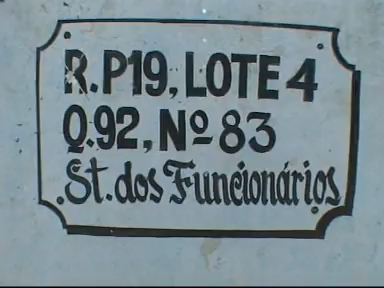 R.P19, LOTE 4
Q.92, Nº 83
St. dos Funcionários